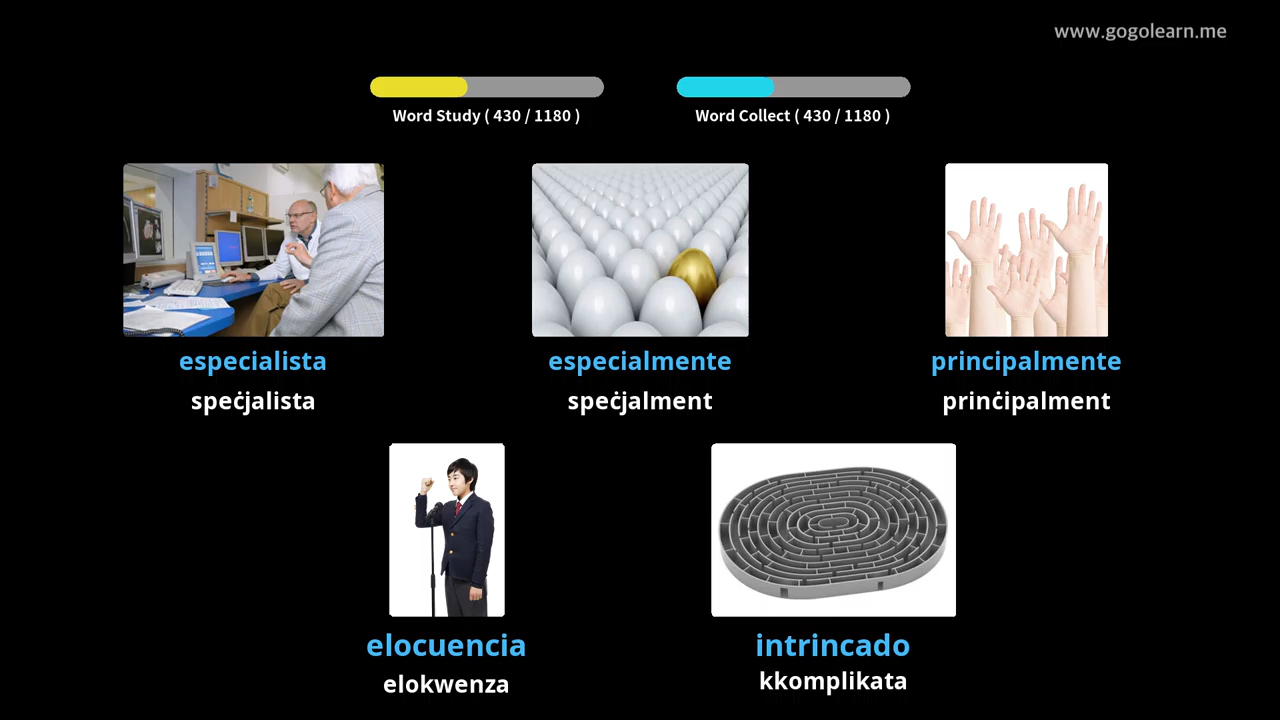 www.gogolearn.me
Word Study ( 430 / 1180 )
Word Collect ( 430 / 1180 )
especialista
speċjalista
especialmente
speċjalment
principalmente
prinċipalment
elocuencia
elokwenza
intrincado
kkomplikata